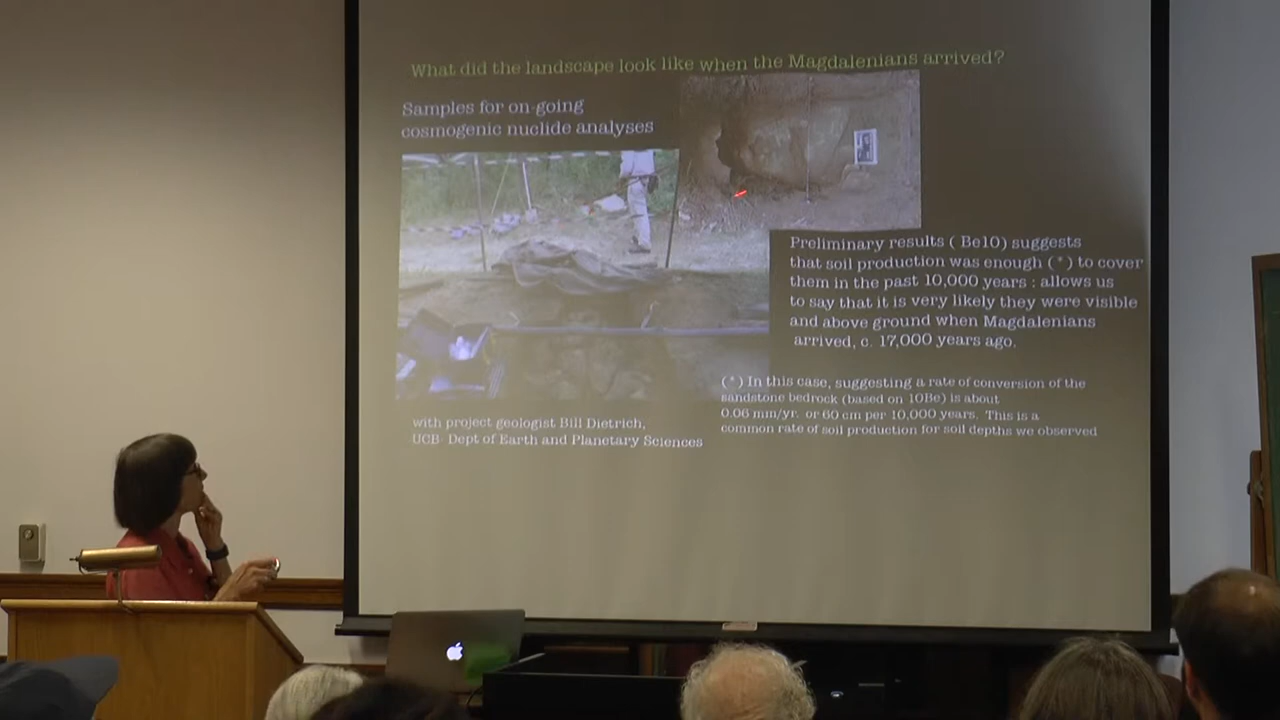 What did the landscape look like when the Magdalenians arrived?
Samples for on-going
cosmogenic nuclide analyses
Preliminary results ( Be10) suggests
that soil production was enough (*) to cover
them in the past 10,000 years : allows us
to say that it is very likely they were visible
and above ground when Magdalenians
arrived, c. 17,000 years ago.
(*) In this case, suggesting a rate of conversion of the
sandstone bedrock (based on 10Be) is about
0.06 mm/yr. or 60 cm per 10,000 years. This is a
common rate of soil production for soil depths we observed
with project geologist Bill Dietrich,
UCB- Dept of Earth and Planetary Sciences